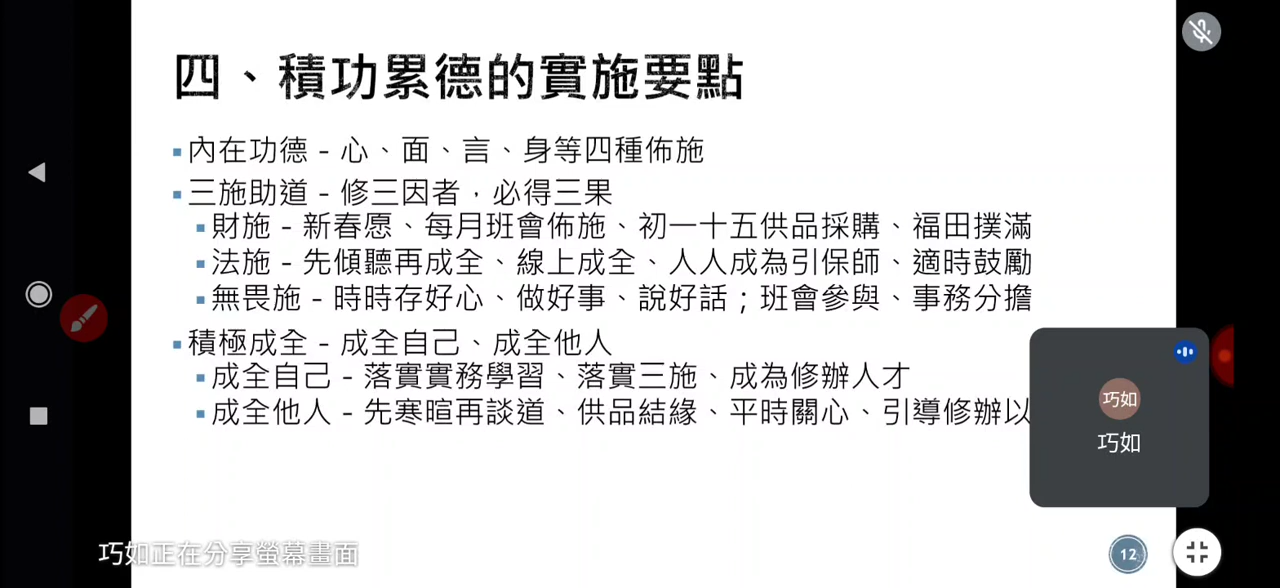 四、積功累德的實施要點
▪內在功德 - 心、面、言、身等四種佈施
▪三施助道 - 修三因者，必得三果
▪財施 - 新春愿、每月班會佈施、初一十五供品採購、福田撲滿
▪法施 - 先傾聽再成全、線上成全、人人成為引保師、適時鼓勵
▪無畏施 - 時時存好心、做好事、說好話；班會參與、事務分擔
▪積極成全 - 成全自己、成全他人
▪成全自己 - 落實實務學習、落實三施、成為修辦人才
▪成全他人 - 先寒暄再談道、供品結緣、平時關心、引導修辦以
巧如
巧如
巧如正在分享螢幕畫面
12